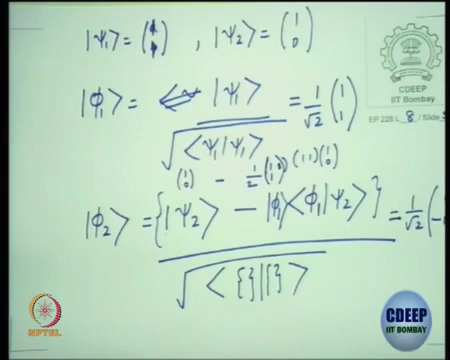 |ψ₁⟩ = (1 1) , |ψ₂⟩ = (1 0)
|φ₁⟩ = |ψ₁⟩ / √⟨ψ₁|ψ₁⟩ = 1/√2 (1 1)
CDEEP
IIT Bombay
EP 228 L 8 / Slide
(1 0) − 1/2 (1 1) (1 1) (1 0)
|φ₂⟩ = {|ψ₂⟩ − |φ₁⟩⟨φ₁|ψ₂⟩} / √⟨{}|{}⟩ = 1/√2 (
NPTEL
CDEEP
IIT BOMBAY